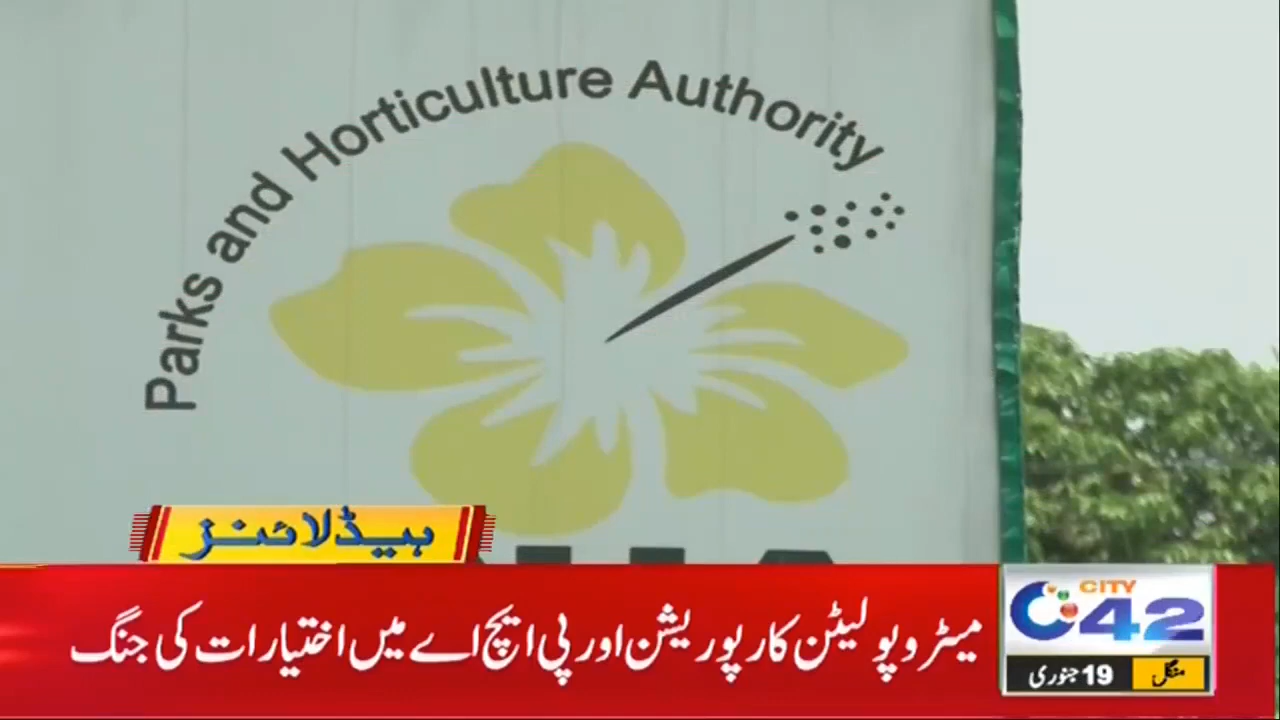 Parks and Horticulture Authority
ہیڈلائنز
میٹروپولیٹن کارپوریشن اور پی ایچ اے میں اختیارات کی جنگ
CITY
42
منگل
19 جنوری